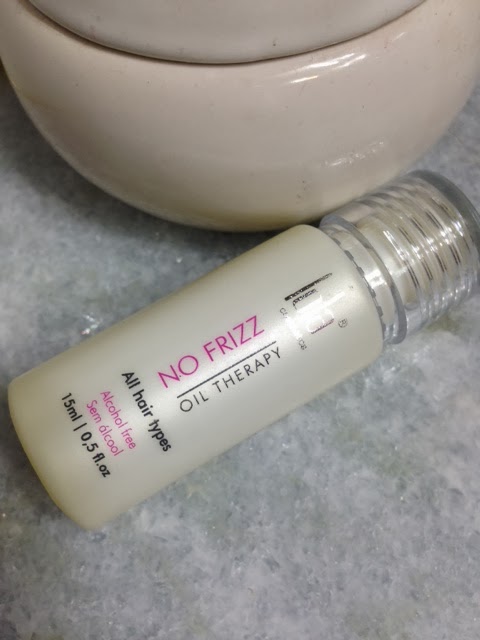 NO FRIZZ
OIL THERAPY
All hair types
Alcohol free
Sem álcool
15ml | 0,5 fl.oz